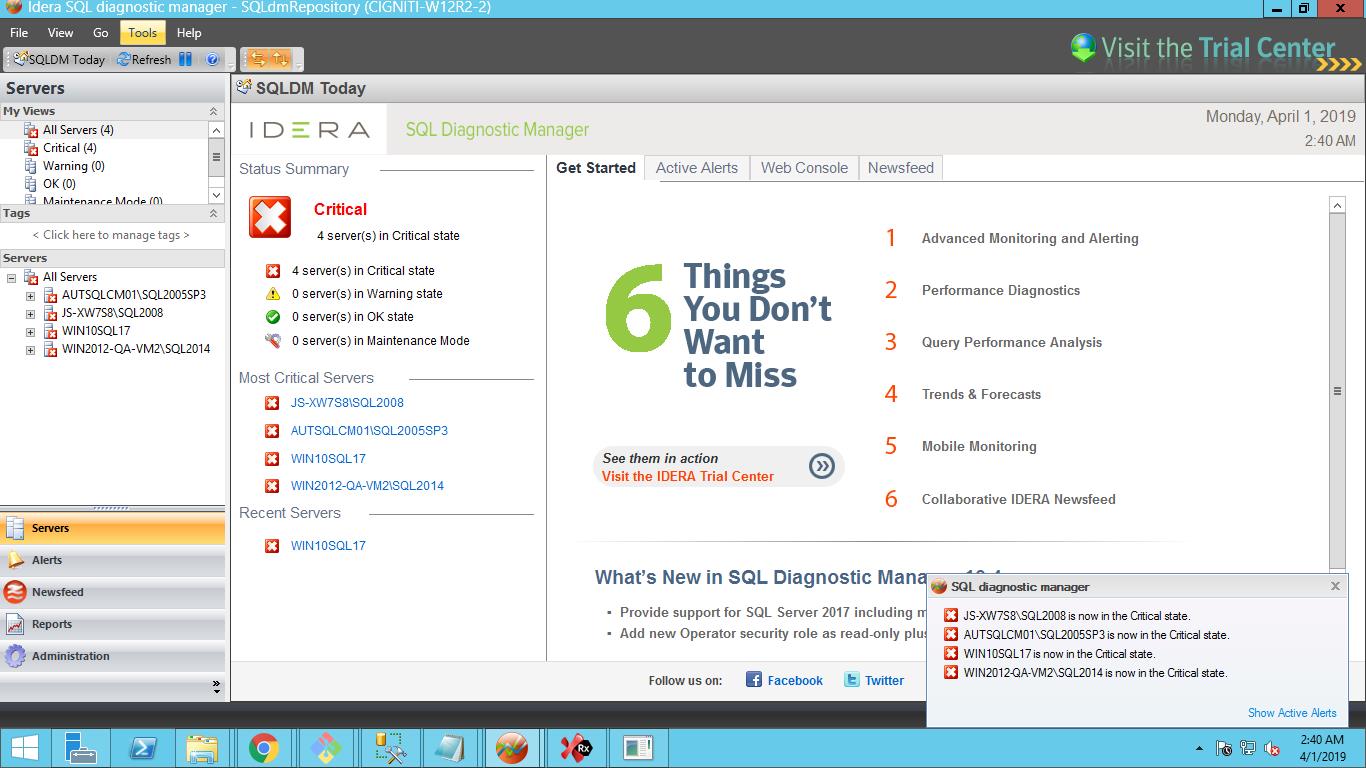 Idera SQL diagnostic manager - SQLdmRepository (CIGNITI-W12R2-2)
File View Go Tools Help
Visit the Trial Center
SQLDM Today Refresh
Servers
My Views
All Servers (4)
Critical (4)
Warning (0)
OK (0)
Maintenance Mode (0)
Tags
< Click here to manage tags >
Servers
All Servers
AUTSQLCM01\SQL2005SP3
JS-XW7S8\SQL2008
WIN10SQL17
WIN2012-QA-VM2\SQL2014
Servers
Alerts
Newsfeed
Reports
Administration
SQLDM Today
IDERA SQL Diagnostic Manager
Monday, April 1, 2019
2:40 AM
Status Summary
Critical
4 server(s) in Critical state
4 server(s) in Critical state
0 server(s) in Warning state
0 server(s) in OK state
0 server(s) in Maintenance Mode
Most Critical Servers
JS-XW7S8\SQL2008
AUTSQLCM01\SQL2005SP3
WIN10SQL17
WIN2012-QA-VM2\SQL2014
Recent Servers
WIN10SQL17
Get Started Active Alerts Web Console Newsfeed
6 Things
You Don't
Want
to Miss
See them in action
Visit the IDERA Trial Center
1 Advanced Monitoring and Alerting
2 Performance Diagnostics
3 Query Performance Analysis
4 Trends & Forecasts
5 Mobile Monitoring
6 Collaborative IDERA Newsfeed
What's New in SQL Diagnostic
Provide support for SQL Server 2017 including
Add new Operator security role as read-only plus
Follow us on: Facebook Twitter
SQL diagnostic manager
JS-XW7S8\SQL2008 is now in the Critical state.
AUTSQLCM01\SQL2005SP3 is now in the Critical state.
WIN10SQL17 is now in the Critical state.
WIN2012-QA-VM2\SQL2014 is now in the Critical state.
Show Active Alerts
Rx
2:40 AM
4/1/2019